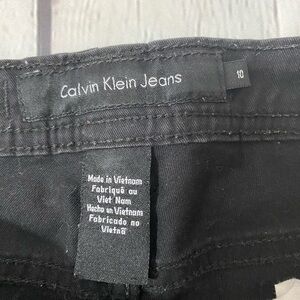 Calvin Klein Jeans
10
Made in Vietnam
Fabriqué au
Viet Nam
Hecho en Vietnam
Fabricado no
Vietnã